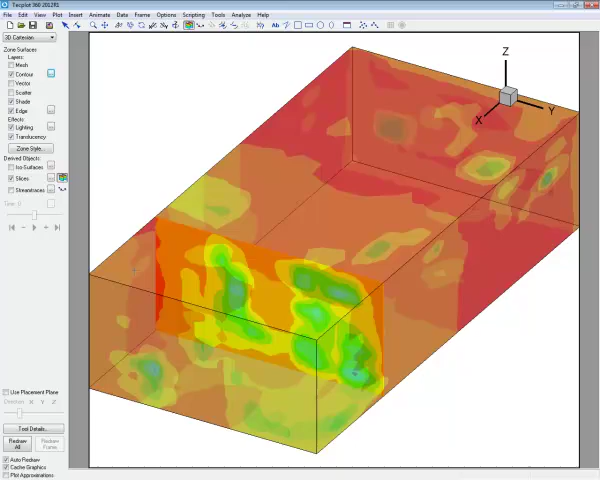 Tecplot 360 2012R1
File Edit View Plot Insert Animate Data Frame Options Scripting Tools Analyze Help
3D Cartesian
Zone Surfaces
Layers:
Mesh
Contour
Vector
Scatter
Shade
Edge
Effects:
Lighting
Translucency
Zone Style...
Derived Objects:
Iso-Surfaces
Slices
Streamtraces
Use Placement Plane
Direction X Y Z
Tool Details...
Redraw All
Redraw Frame
Auto Redraw
Cache Graphics
Plot Approximations
Z
Y
X